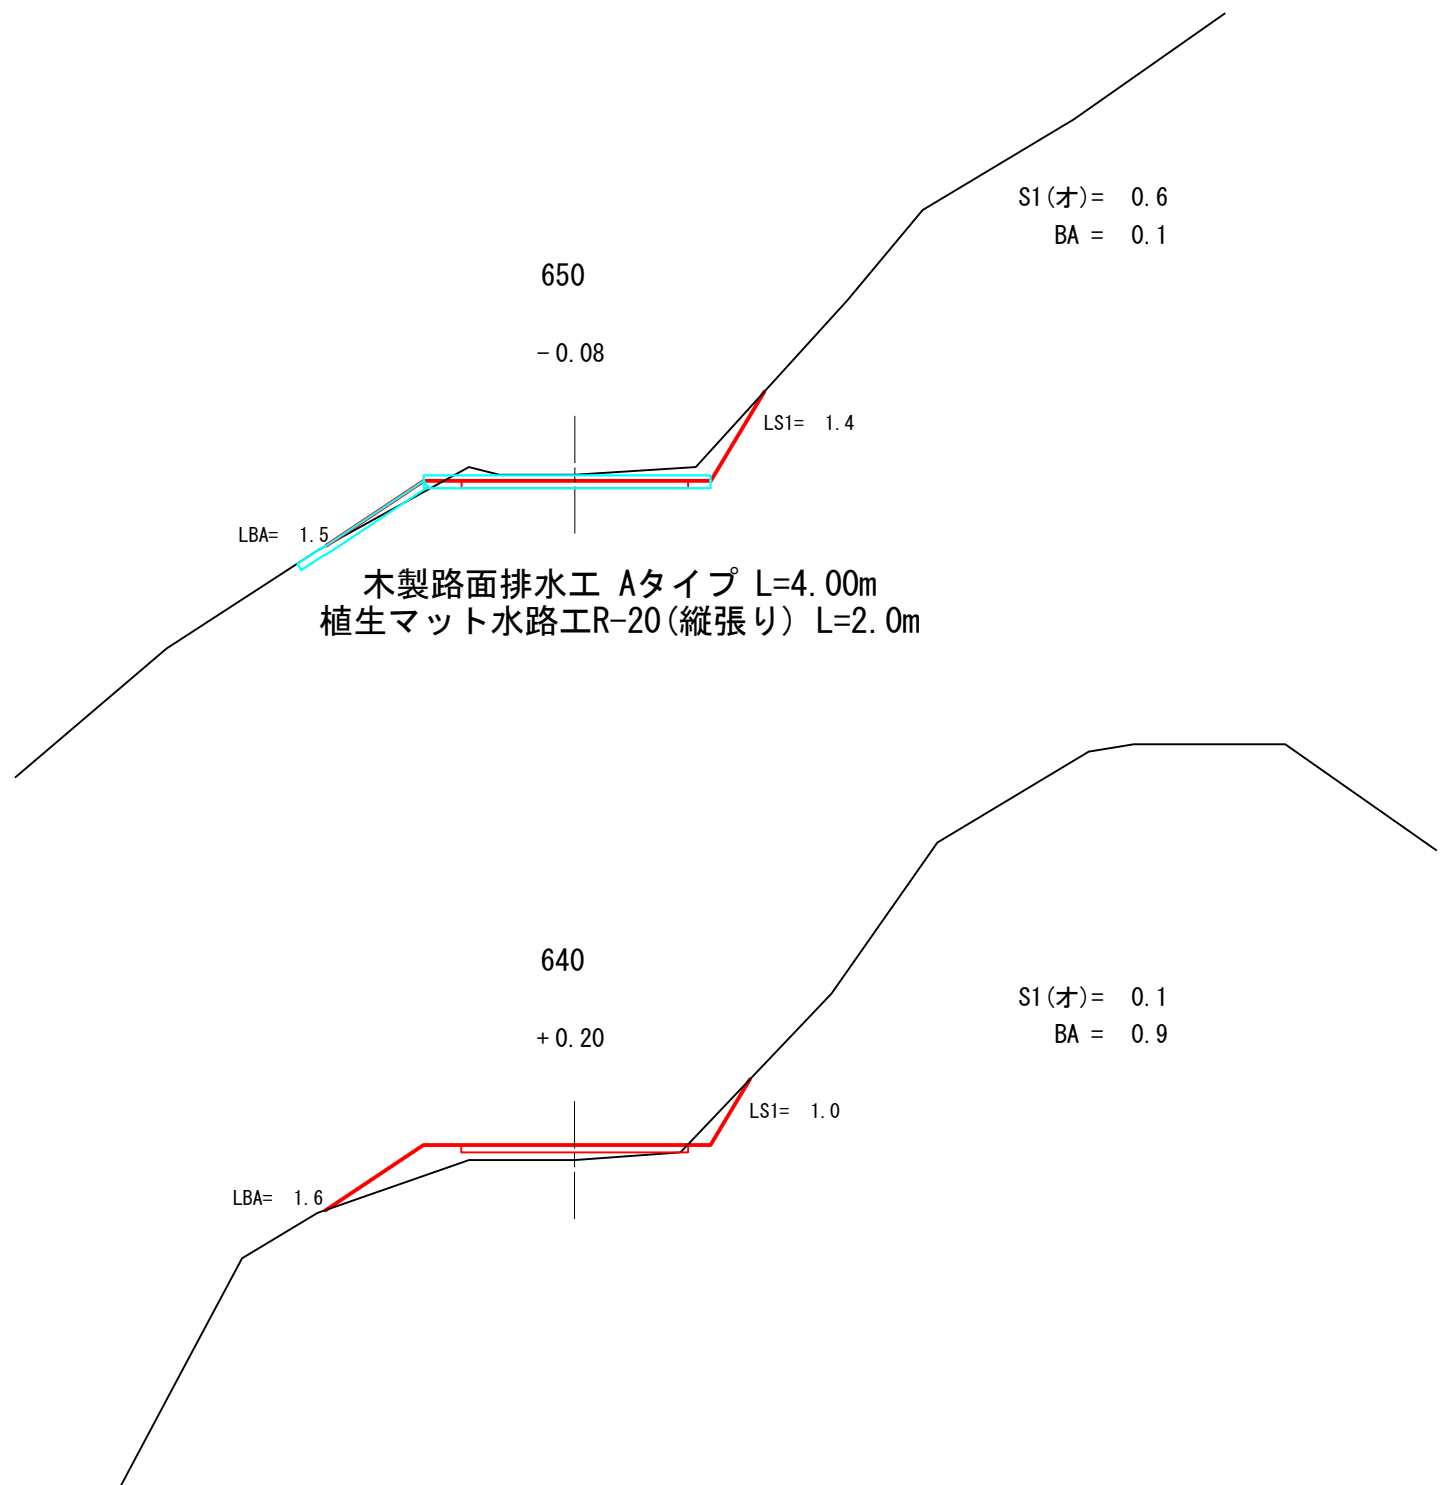 S1(オ)= 0.6
BA = 0.1
650
-0.08
LS1= 1.4
LBA= 1.5
木製路面排水工 Aタイプ L=4.00m
植生マット水路工R-20(縦張り) L=2.0m
640
S1(オ)= 0.1
BA = 0.9
+0.20
LS1= 1.0
LBA= 1.6